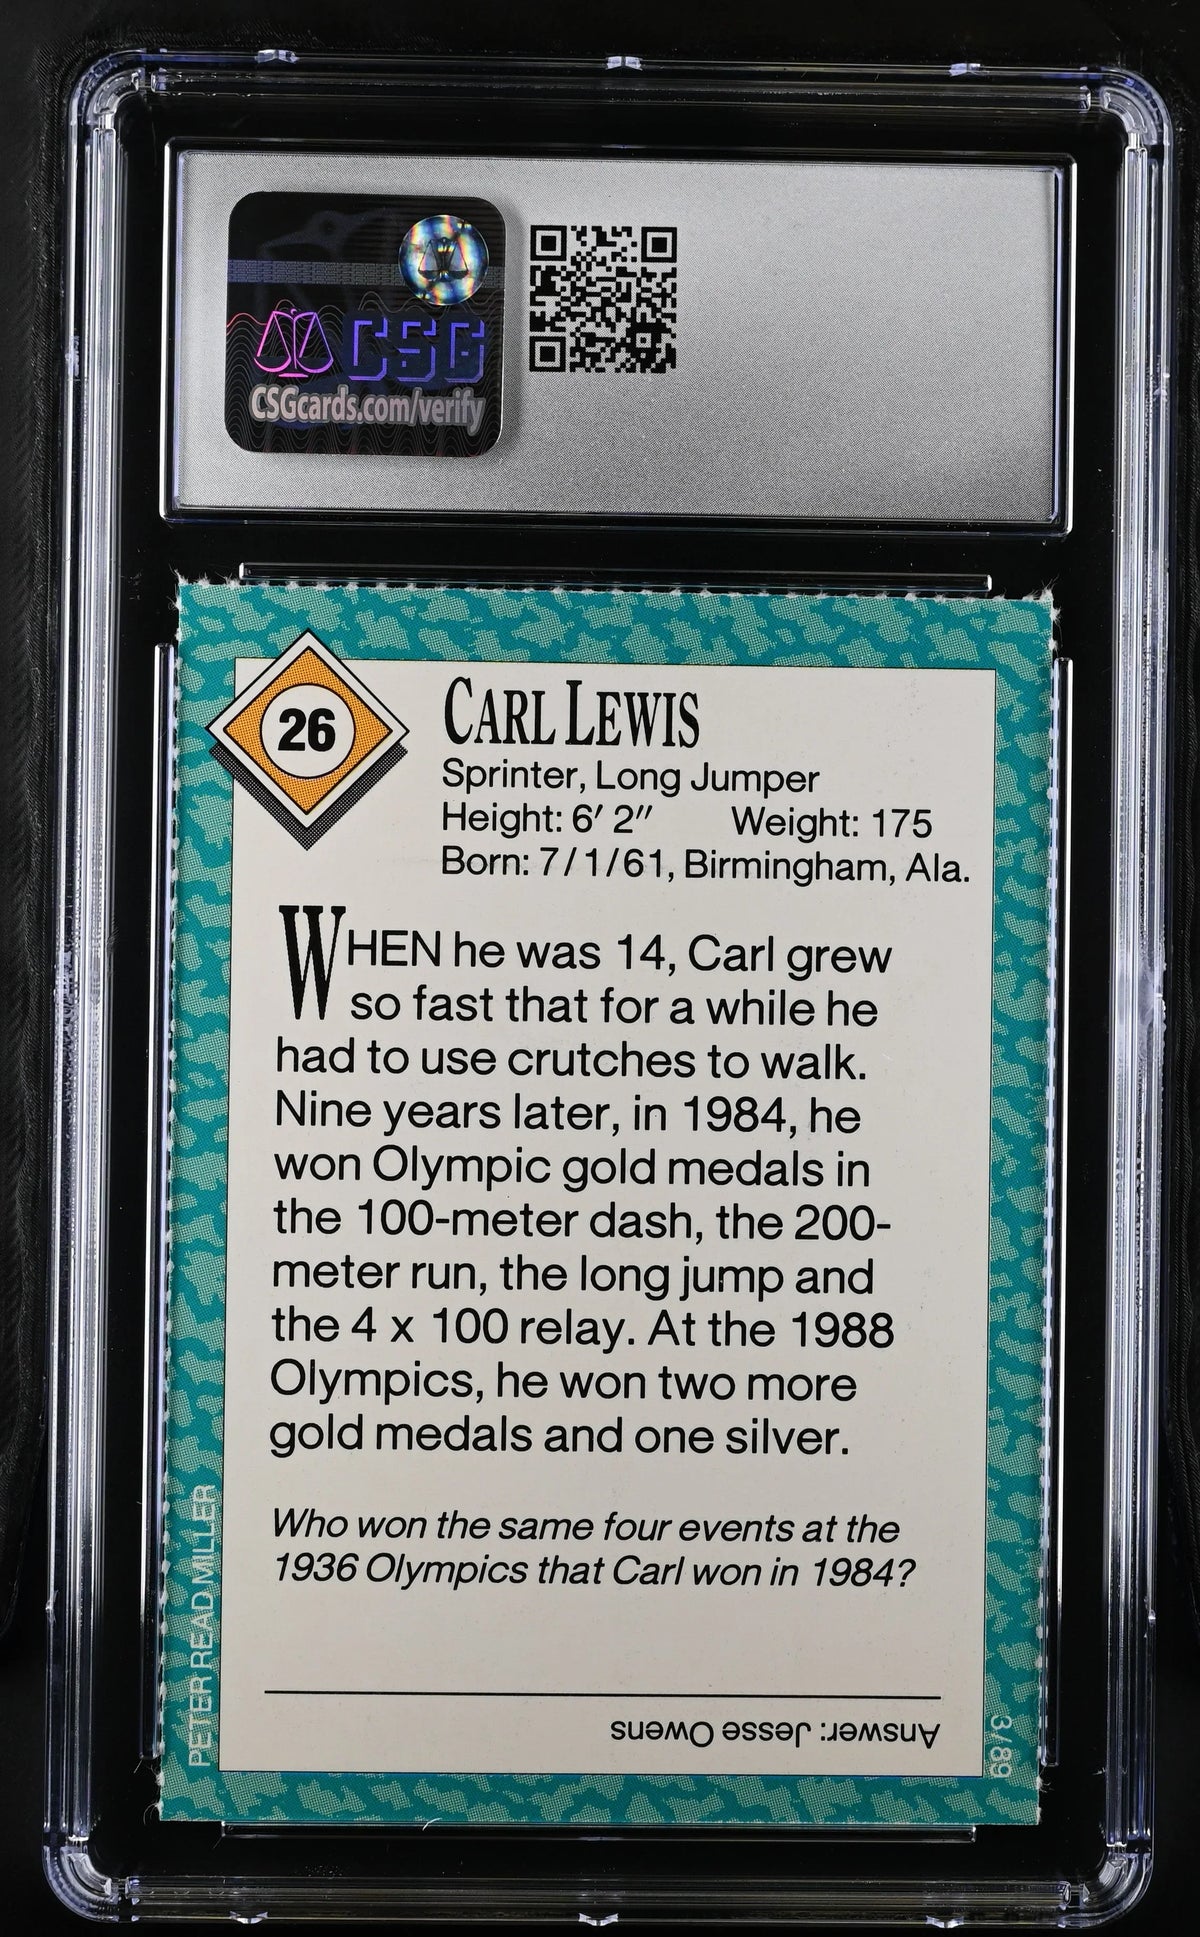 CSG
CSGcards.com/verify
26
CARL LEWIS
Sprinter, Long Jumper
Height: 6′ 2″ Weight: 175
Born: 7/1/61, Birmingham, Ala.
WHEN he was 14, Carl grew
so fast that for a while he
had to use crutches to walk.
Nine years later, in 1984, he
won Olympic gold medals in
the 100-meter dash, the 200-
meter run, the long jump and
the 4 x 100 relay. At the 1988
Olympics, he won two more
gold medals and one silver.
Who won the same four events at the
1936 Olympics that Carl won in 1984?
Answer: Jesse Owens
PETER READ MILLER
3/89